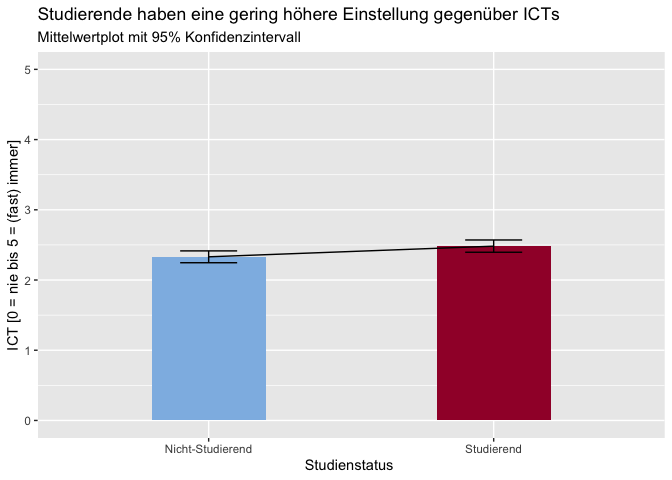 Studierende haben eine gering höhere Einstellung gegenüber ICTs
Mittelwertplot mit 95% Konfidenzintervall
ICT [0 = nie bis 5 = (fast) immer]
5
4
3
2
1
0
Nicht-Studierend
Studierend
Studienstatus